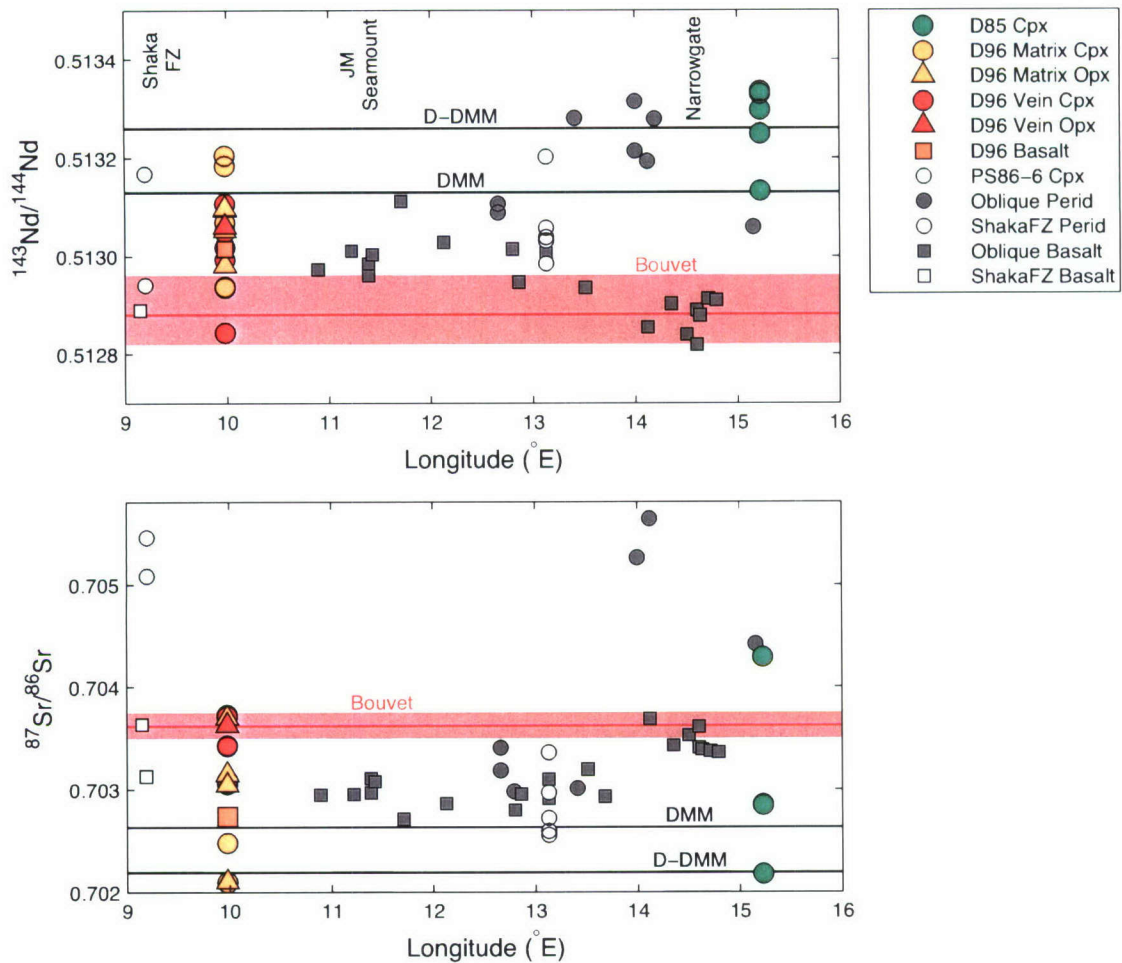 0.5134
0.5132
0.5130
0.5128
143Nd/144Nd
Shaka
FZ
JM
Seamount
Narrowgate
D-DMM
DMM
Bouvet
9 10 11 12 13 14 15 16
Longitude (°E)
D85 Cpx
D96 Matrix Cpx
D96 Matrix Opx
D96 Vein Cpx
D96 Vein Opx
D96 Basalt
PS86-6 Cpx
Oblique Perid
ShakaFZ Perid
Oblique Basalt
ShakaFZ Basalt
0.705
0.704
0.703
0.702
87Sr/86Sr
Bouvet
DMM
D-DMM
9 10 11 12 13 14 15 16
Longitude (°E)